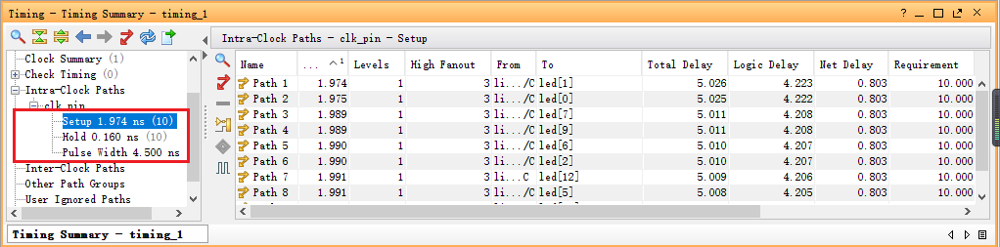 Timing - Timing Summary - timing_1
Intra-Clock Paths - clk_pin - Setup
Clock Summary (1)
Check Timing (0)
Intra-Clock Paths
clk_pin
Setup 1.974 ns (10)
Hold 0.160 ns (10)
Pulse Width 4.500 ns
Inter-Clock Paths
Other Path Groups
User Ignored Paths
Name ... 1 Levels High Fanout From To Total Delay Logic Delay Net Delay Requirement
Path 1 1.974 1 3 li.../C led[1] 5.026 4.223 0.803 10.000
Path 2 1.975 1 3 li.../C led[0] 5.025 4.222 0.803 10.000
Path 3 1.989 1 3 li.../C led[7] 5.011 4.208 0.803 10.000
Path 4 1.989 1 3 li.../C led[9] 5.011 4.208 0.803 10.000
Path 5 1.990 1 3 li.../C led[6] 5.010 4.207 0.803 10.000
Path 6 1.990 1 3 li.../C led[2] 5.010 4.207 0.803 10.000
Path 7 1.991 1 3 li...C led[12] 5.009 4.206 0.803 10.000
Path 8 1.991 1 3 li.../C led[5] 5.008 4.205 0.803 10.000
Timing Summary - timing_1